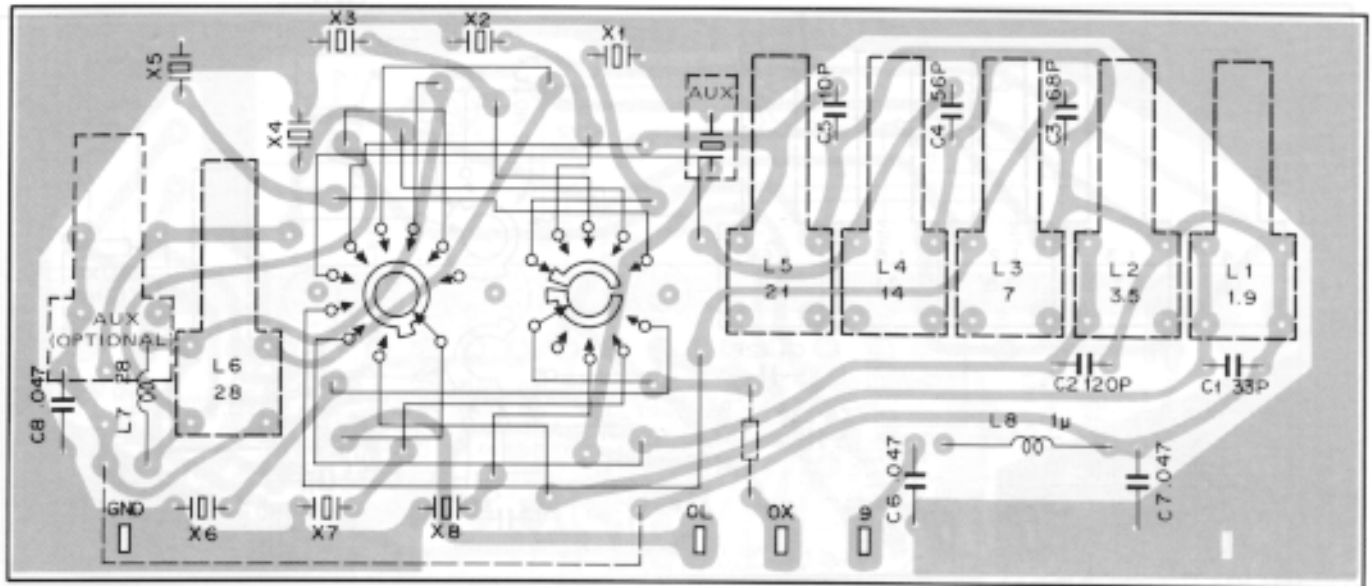 X3
X2
X1
X5
X4
AUX
C5 10P
C4 56P
C3 68P
L5
21
L4
14
L3
7
L2
3.5
L1
1.9
AUX
(OPTIONAL)
L6
28
L7 28
C8 .047
C2 120P
C1 33P
L8 1μ
C6 .047
C7 .047
GND
X6
X7
X8
OL
OX
9